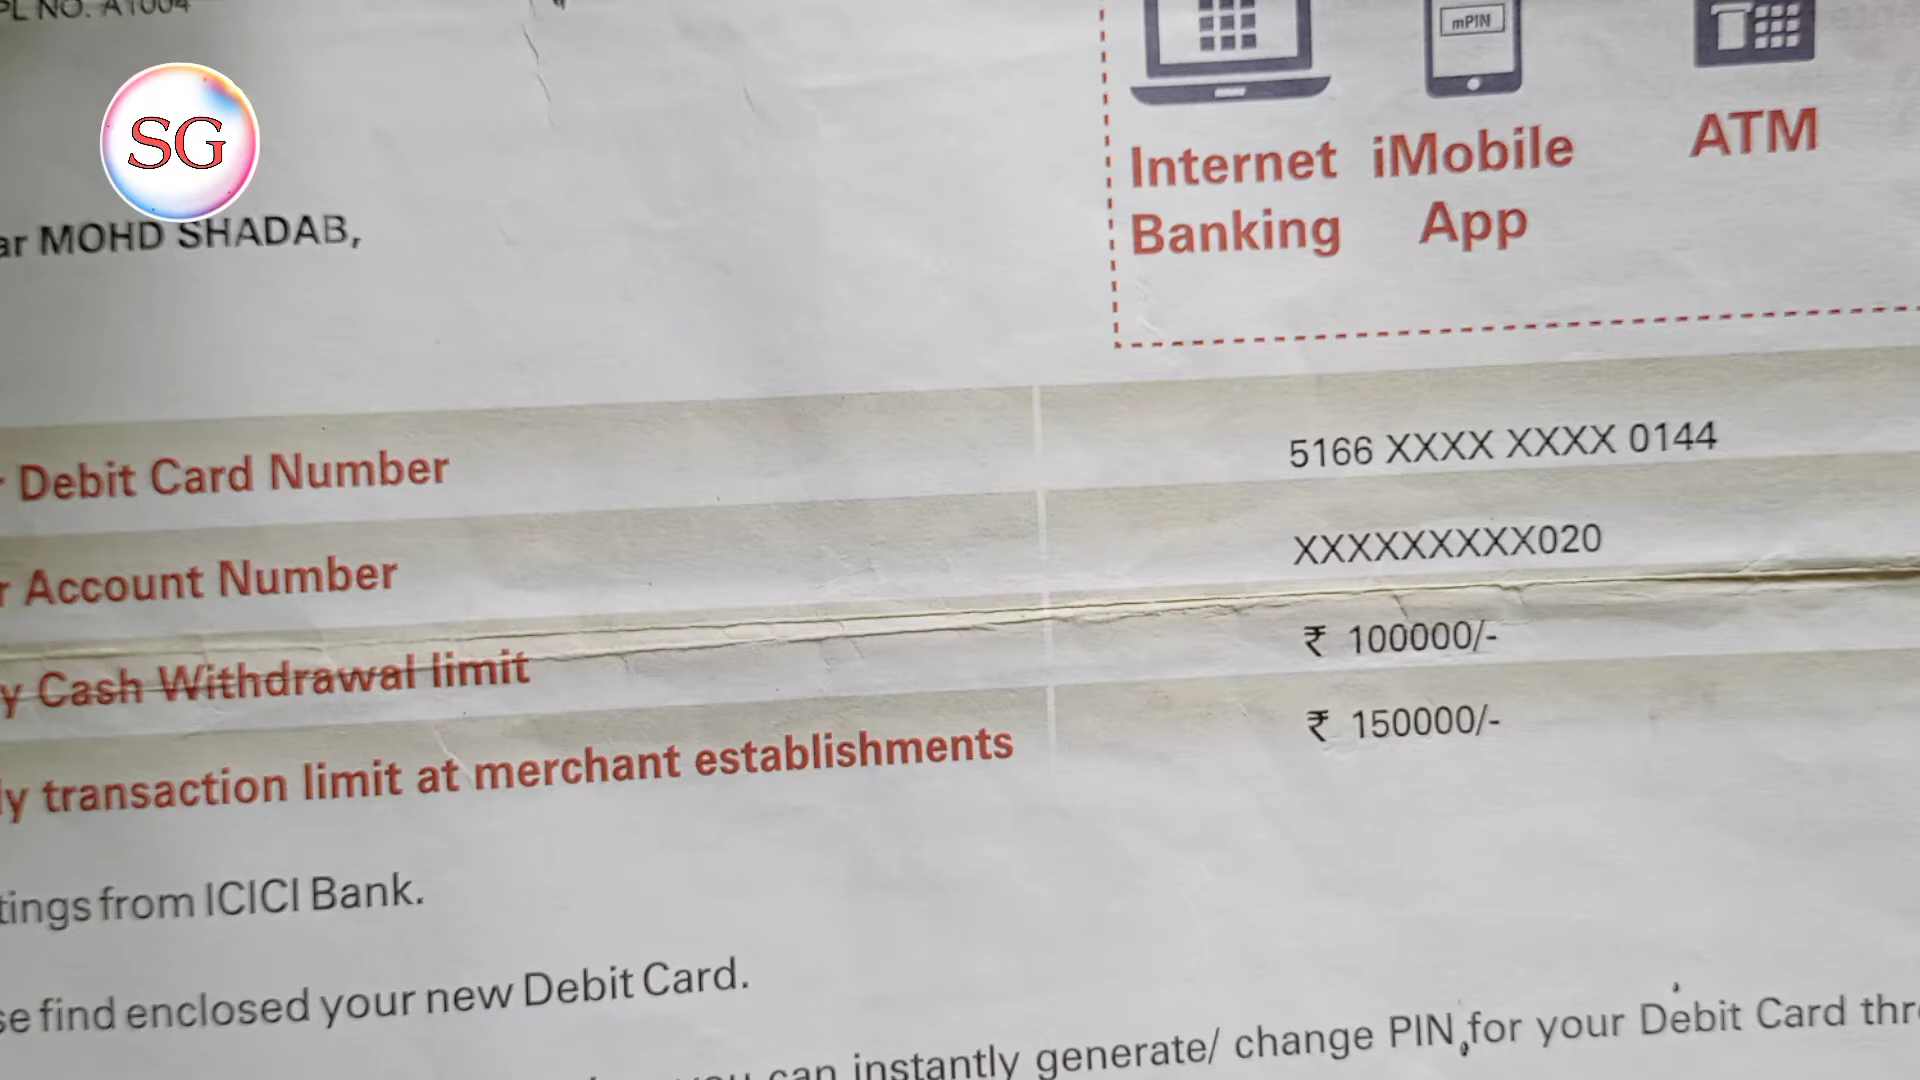 PL NO. A1004
SG
mPIN
Internet Banking
iMobile App
ATM
ar MOHD SHADAB,
Debit Card Number 5166 XXXX XXXX 0144
r Account Number XXXXXXXXXX020
y Cash Withdrawal limit ₹ 100000/-
ly transaction limit at merchant establishments ₹ 150000/-
tings from ICICI Bank.
se find enclosed your new Debit Card.
you can instantly generate/ change PIN for your Debit Card thr